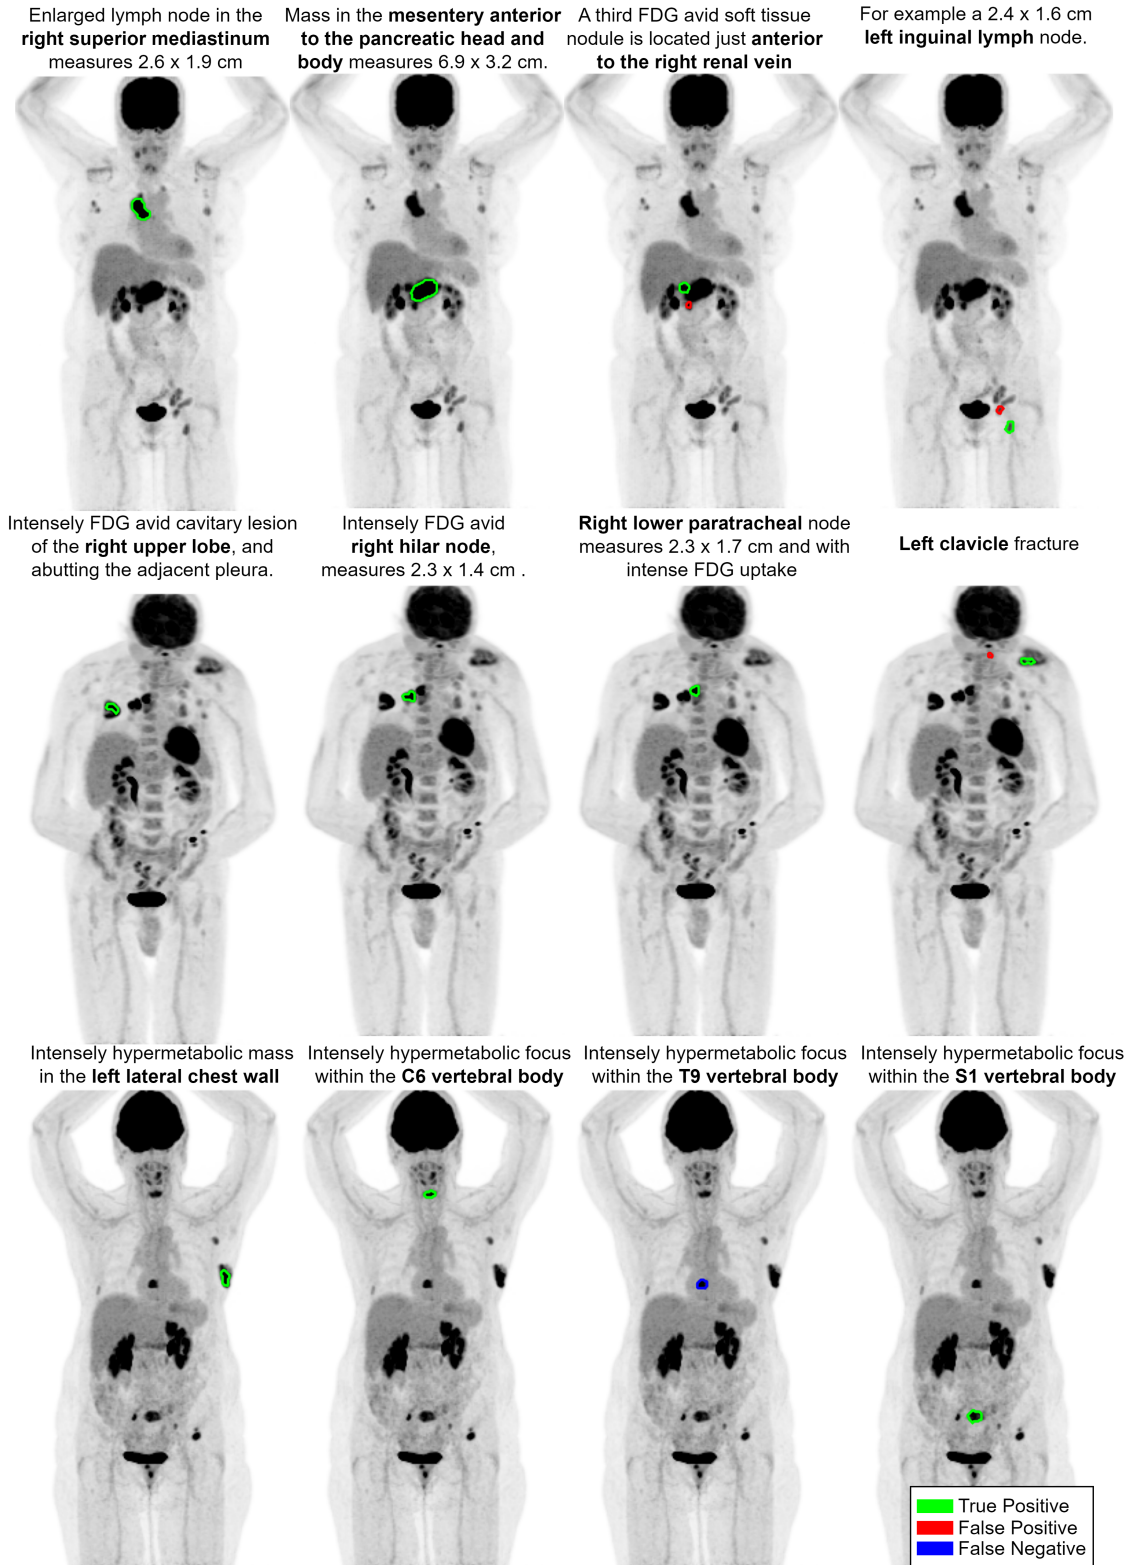 Enlarged lymph node in the
right superior mediastinum
measures 2.6 x 1.9 cm
Mass in the mesentery anterior
to the pancreatic head and
body measures 6.9 x 3.2 cm.
A third FDG avid soft tissue
nodule is located just anterior
to the right renal vein
For example a 2.4 x 1.6 cm
left inguinal lymph node.
Intensely FDG avid cavitary lesion
of the right upper lobe, and
abutting the adjacent pleura.
Intensely FDG avid
right hilar node,
measures 2.3 x 1.4 cm .
Right lower paratracheal node
measures 2.3 x 1.7 cm and with
intense FDG uptake
Left clavicle fracture
Intensely hypermetabolic mass
in the left lateral chest wall
Intensely hypermetabolic focus
within the C6 vertebral body
Intensely hypermetabolic focus
within the T9 vertebral body
Intensely hypermetabolic focus
within the S1 vertebral body
True Positive
False Positive
False Negative